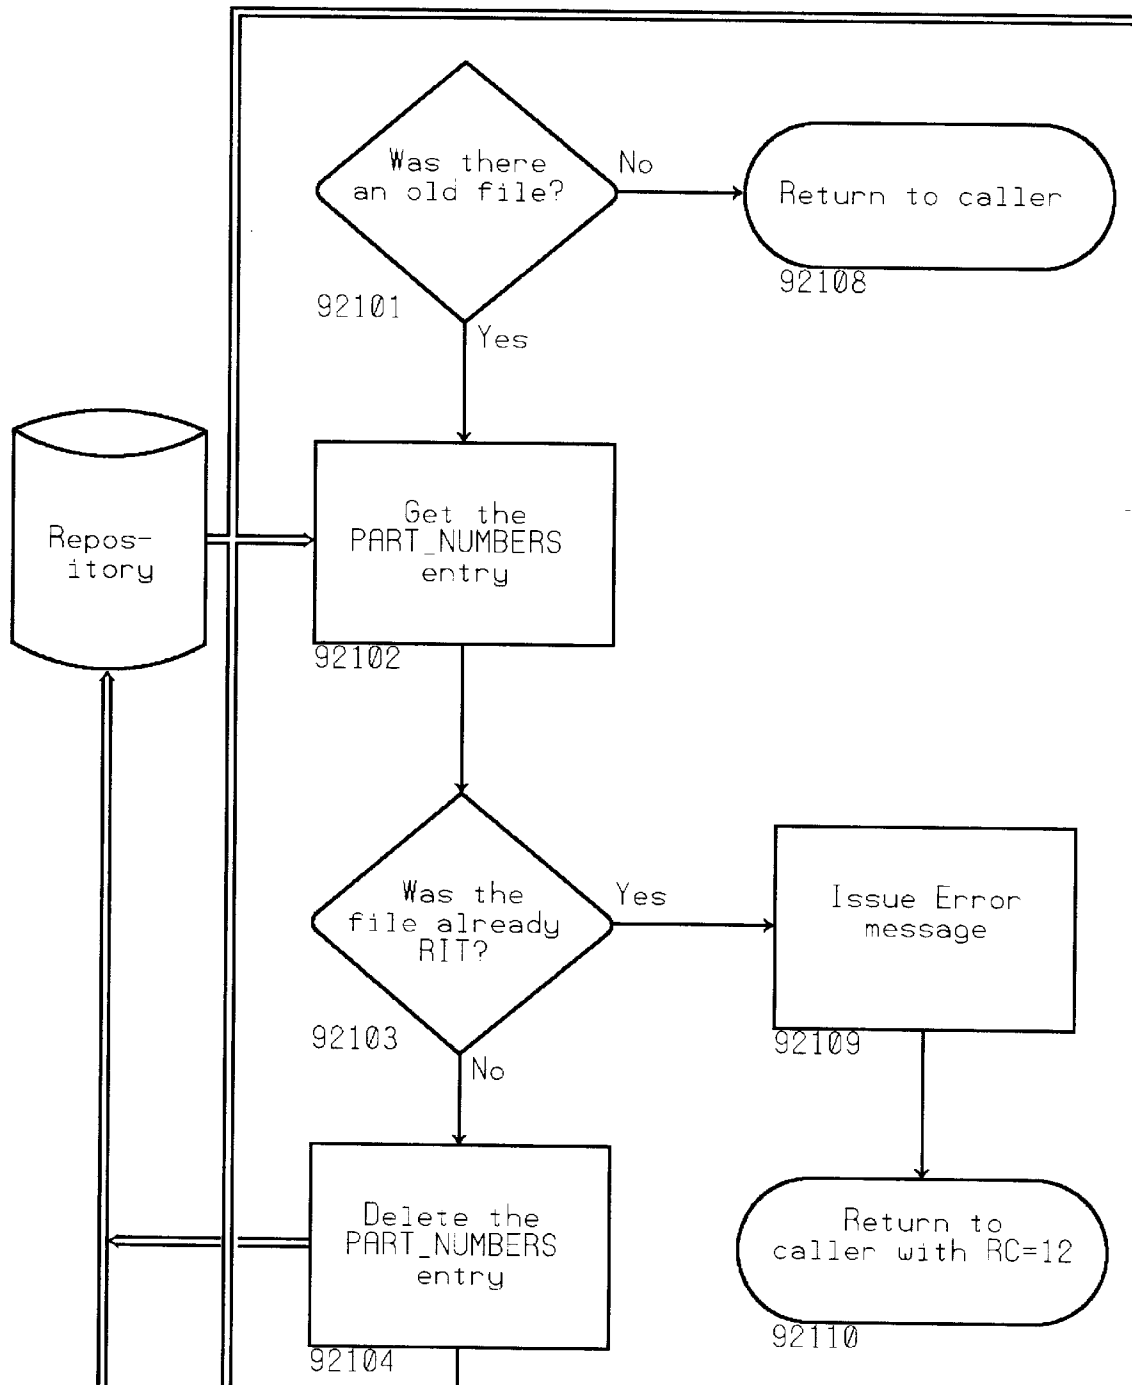 Was there
an old file?
No
Return to caller
92108
92101
Yes
Repos-
itory
Get the
PART_NUMBERS
entry
92102
Was the
file already
RIT?
Yes
Issue Error
message
92103
92109
No
Delete the
PART_NUMBERS
entry
Return to
caller with RC=12
92104
92110